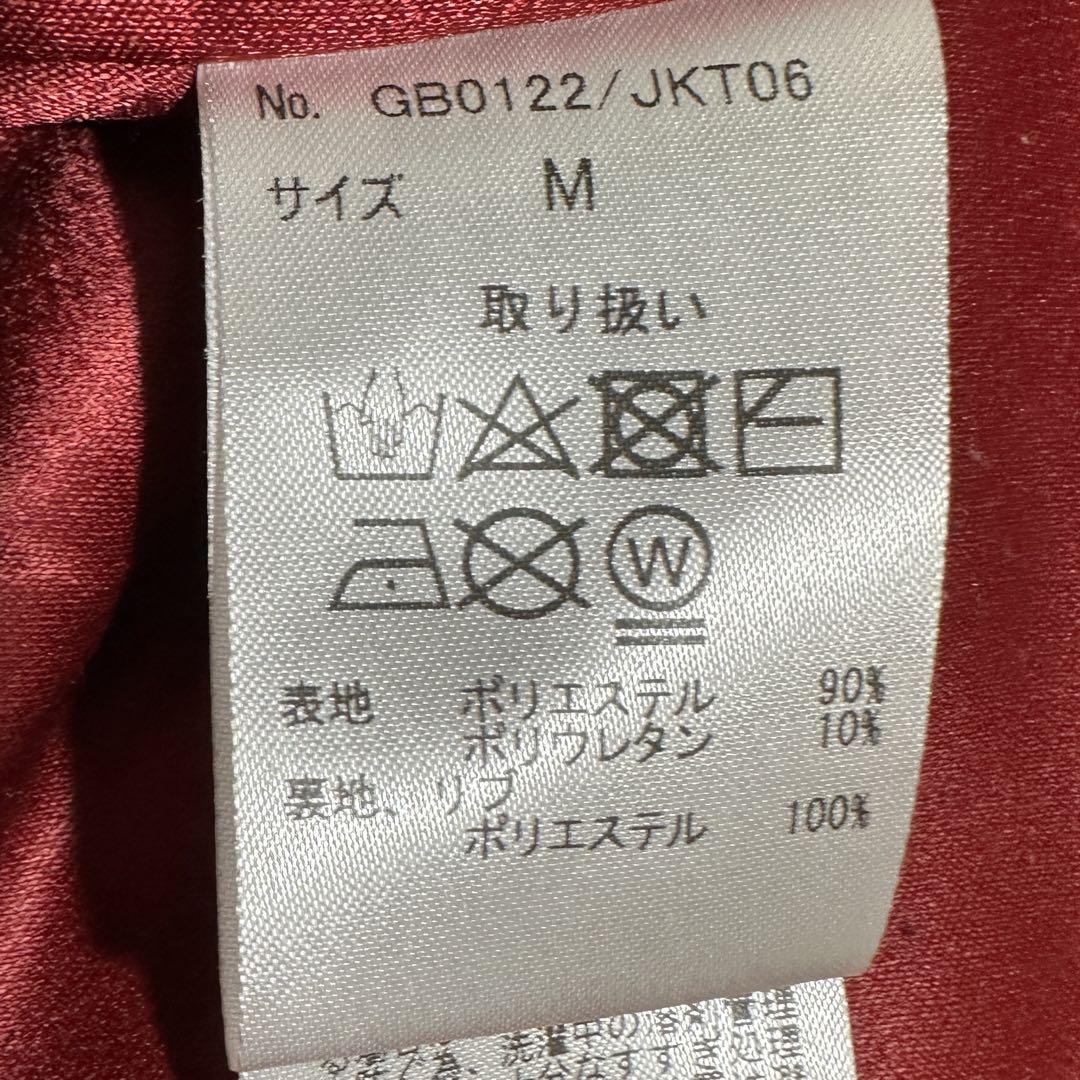 No. GB0122/JKT06
サイズ M
取り扱い
W
表地 ポリエステル 90%
ポリウレタン 10%
裏地、リブ
ポリエステル 100%